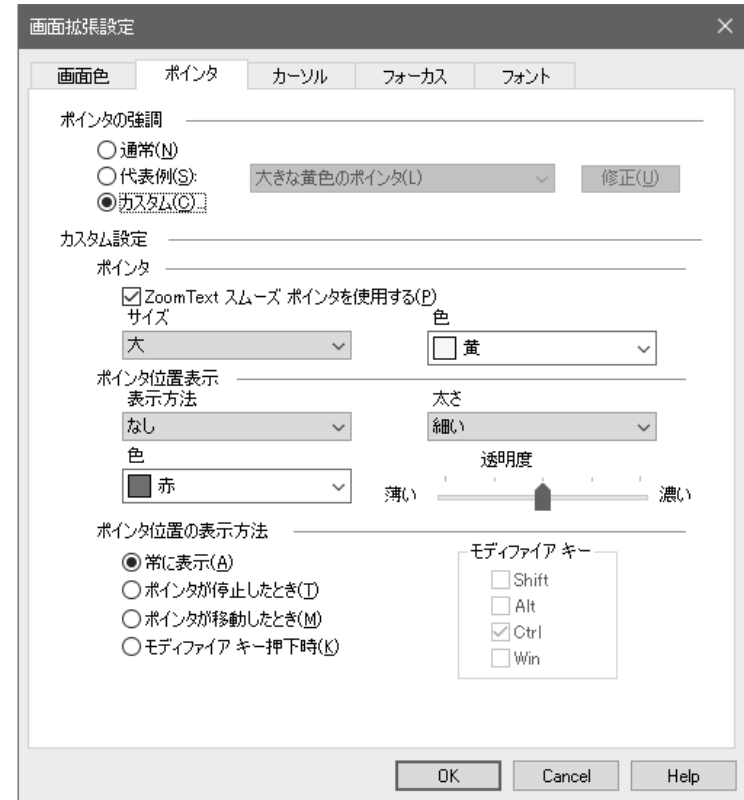 画面拡張設定
画面色 ポインタ カーソル フォーカス フォント
ポインタの強調
通常(N)
代表例(S): 大きな黄色のポインタ(L) 修正(U)
カスタム(C)...
カスタム設定
ポインタ
ZoomText スムーズ ポインタを使用する(P)
サイズ 色
大 黄
ポインタ位置表示
表示方法 太さ
なし 細い
色 透明度
赤 薄い 濃い
ポインタ位置の表示方法
常に表示(A)
ポインタが停止したとき(T)
ポインタが移動したとき(M)
モディファイア キー押下時(K)
モディファイア キー
Shift
Alt
Ctrl
Win
OK Cancel Help